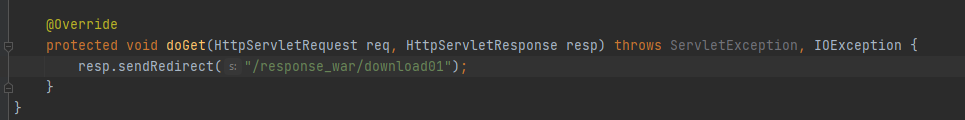 @Override
protected void doGet(HttpServletRequest req, HttpServletResponse resp) throws ServletException, IOException {
resp.sendRedirect( s: "/response_war/download01");
}
}